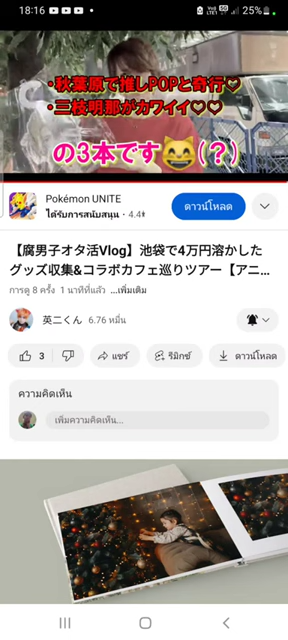 18:16
25%
・秋葉原で推しPOPと奇行♡
・三枝明那がカワイイ♡♡
の3本です😸(？)
Pokémon UNITE
ได้รับการสนับสนุน · 4.4★
ดาวน์โหลด
【腐男子オタ活Vlog】池袋で4万円溶かした
グッズ収集&コラボカフェ巡りツアー【アニ...
การดู 8 ครั้ง 1 นาทีที่แล้ว ...เพิ่มเติม
英二くん 6.76 หมื่น
3 แชร์ รีมิกซ์ ดาวน์โหลด
ความคิดเห็น
เพิ่มความคิดเห็น...